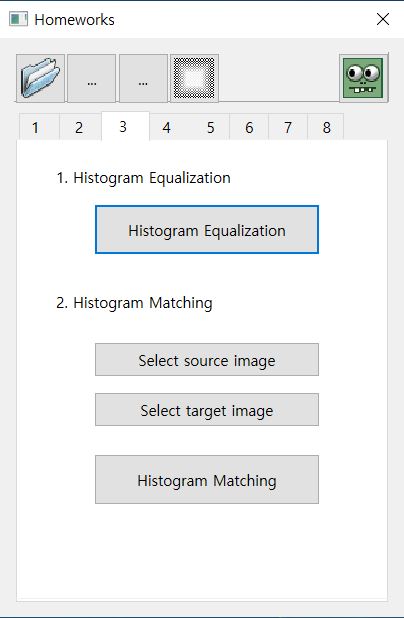 Homeworks
... ...
1 2 3 4 5 6 7 8
1. Histogram Equalization
Histogram Equalization
2. Histogram Matching
Select source image
Select target image
Histogram Matching